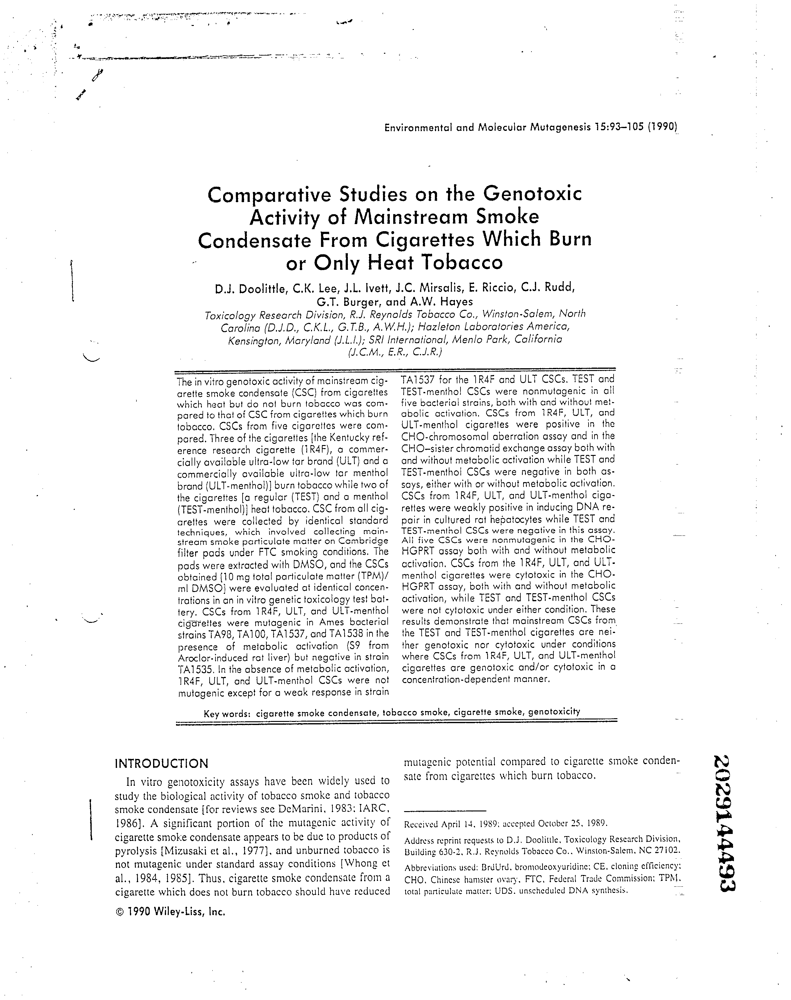 Environmental and Molecular Mutagenesis 15:93–105 (1990)
Comparative Studies on the Genotoxic
Activity of Mainstream Smoke
Condensate From Cigarettes Which Burn
or Only Heat Tobacco
D.J. Doolittle, C.K. Lee, J.L. Ivett, J.C. Mirsalis, E. Riccio, C.J. Rudd,
G.T. Burger, and A.W. Hayes
Toxicology Research Division, R.J. Reynolds Tobacco Co., Winston-Salem, North
Carolina (D.J.D., C.K.L., G.T.B., A.W.H.); Hazleton Laboratories America,
Kensington, Maryland (J.L.I.); SRI International, Menlo Park, California
(J.C.M., E.R., C.J.R.)
The in vitro genotoxic activity of mainstream cig-
arette smoke condensate (CSC) from cigarettes
which heat but do not burn tobacco was com-
pared to that of CSC from cigarettes which burn
tobacco. CSCs from five cigarettes were com-
pared. Three of the cigarettes [the Kentucky ref-
erence research cigarette (1R4F), a commer-
cially available ultra-low tar brand (ULT) and a
commercially available ultra-low tar menthol
brand (ULT-menthol)] burn tobacco while two of
the cigarettes [a regular (TEST) and a menthol
(TEST-menthol)] heat tobacco. CSC from all cig-
arettes were collected by identical standard
techniques, which involved collecting main-
stream smoke particulate matter on Cambridge
filter pads under FTC smoking conditions. The
pads were extracted with DMSO, and the CSCs
obtained [10 mg total particulate matter (TPM)/
ml DMSO] were evaluated at identical concen-
trations in an in vitro genetic toxicology test bat-
tery. CSCs from 1R4F, ULT, and ULT-menthol
cigarettes were mutagenic in Ames bacterial
strains TA98, TA100, TA1537, and TA1538 in the
presence of metabolic activation (S9 from
Aroclor-induced rat liver) but negative in strain
TA1535. In the absence of metabolic activation,
1R4F, ULT, and ULT-menthol CSCs were not
mutagenic except for a weak response in strain
TA1537 for the 1R4F and ULT CSCs. TEST and
TEST-menthol CSCs were nonmutagenic in all
five bacterial strains, both with and without met-
abolic activation. CSCs from 1R4F, ULT, and
ULT-menthol cigarettes were positive in the
CHO-chromosomal aberration assay and in the
CHO–sister chromatid exchange assay both with
and without metabolic activation while TEST and
TEST-menthol CSCs were negative in both as-
says, either with or without metabolic activation.
CSCs from 1R4F, ULT, and ULT-menthol ciga-
rettes were weakly positive in inducing DNA re-
pair in cultured rat hepatocytes while TEST and
TEST-menthol CSCs were negative in this assay.
All five CSCs were nonmutagenic in the CHO-
HGPRT assay both with and without metabolic
activation. CSCs from the 1R4F, ULT, and ULT-
menthol cigarettes were cytotoxic in the CHO-
HGPRT assay, both with and without metabolic
activation, while TEST and TEST-menthol CSCs
were not cytotoxic under either condition. These
results demonstrate that mainstream CSCs from
the TEST and TEST-menthol cigarettes are nei-
ther genotoxic nor cytotoxic under conditions
where CSCs from 1R4F, ULT, and ULT-menthol
cigarettes are genotoxic and/or cytotoxic in a
concentration-dependent manner.
Key words: cigarette smoke condensate, tobacco smoke, cigarette smoke, genotoxicity
INTRODUCTION
In vitro genotoxicity assays have been widely used to
study the biological activity of tobacco smoke and tobacco
smoke condensate [for reviews see DeMarini, 1983; IARC,
1986]. A significant portion of the mutagenic activity of
cigarette smoke condensate appears to be due to products of
pyrolysis [Mizusaki et al., 1977], and unburned tobacco is
not mutagenic under standard assay conditions [Whong et
al., 1984, 1985]. Thus, cigarette smoke condensate from a
cigarette which does not burn tobacco should have reduced
© 1990 Wiley-Liss, Inc.
mutagenic potential compared to cigarette smoke conden-
sate from cigarettes which burn tobacco.
Received April 14, 1989; accepted October 25, 1989.
Address reprint requests to D.J. Doolittle, Toxicology Research Division,
Building 630-2, R.J. Reynolds Tobacco Co., Winston-Salem, NC 27102.
Abbreviations used: BrdUrd, bromodeoxyuridine; CE, cloning efficiency;
CHO, Chinese hamster ovary, FTC, Federal Trade Commission; TPM,
total particulate matter; UDS, unscheduled DNA synthesis.
2029144493